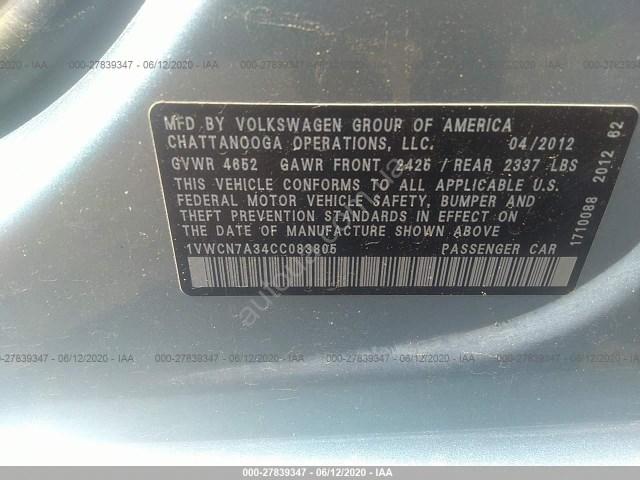 000-27839347 - 06/12/2020 - IAA
MFD BY VOLKSWAGEN GROUP OF AMERICA
CHATTANOOGA OPERATIONS, LLC. 04/2012
GVWR 4652 GAWR FRONT 2425 / REAR 2337 LBS
THIS VEHICLE CONFORMS TO ALL APPLICABLE U.S.
FEDERAL MOTOR VEHICLE SAFETY, BUMPER AND
THEFT PREVENTION STANDARDS IN EFFECT ON
THE DATE OF MANUFACTURE SHOWN ABOVE
1VWCN7A34CC083805 PASSENGER CAR
1710088 2012 62
000-27839347 - 06/12/2020 - IAA
000-27839347 - 06/12/2020 - IAA